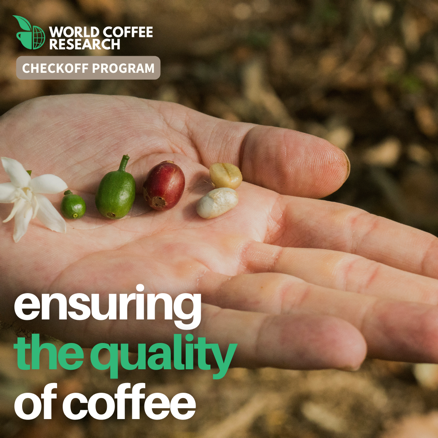 WORLD COFFEE
RESEARCH
CHECKOFF PROGRAM
ensuring
the quality
of coffee